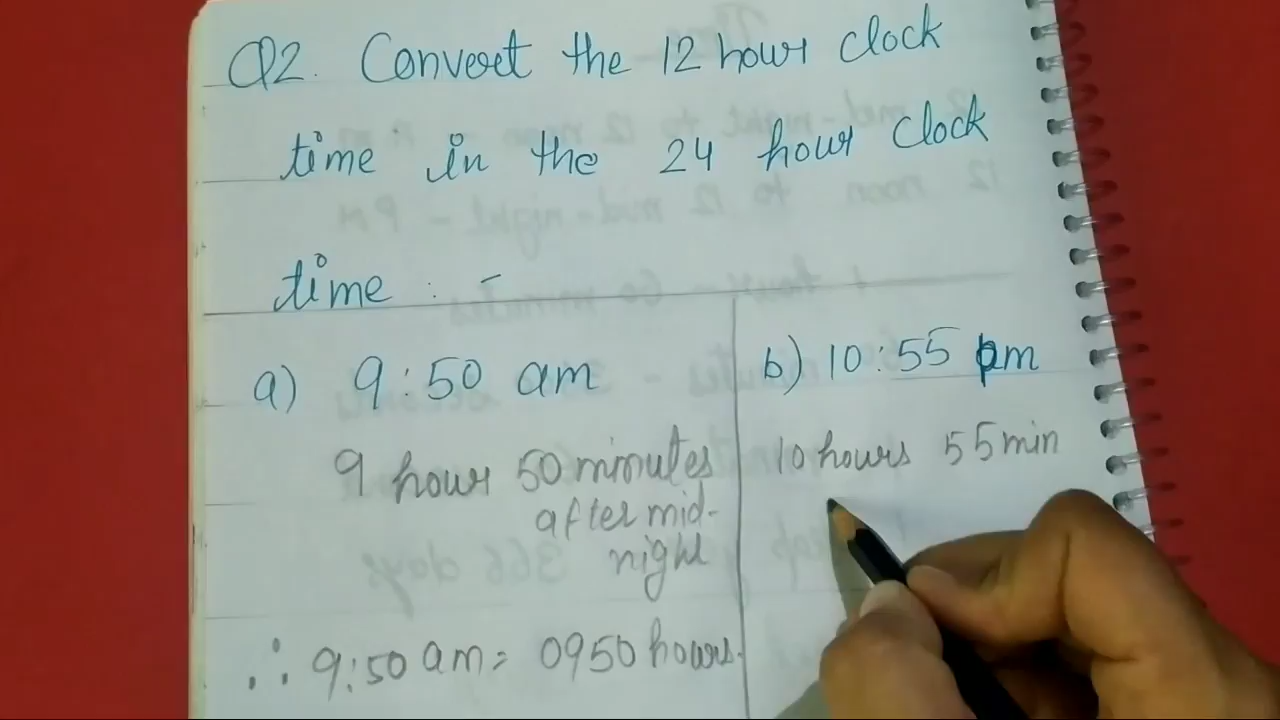 Q2. Convert the 12 hour clock
time in the 24 hour clock
time : -
a) 9:50 am
9 hour 50 minutes
after mid-
night
∴ 9:50 am = 0950 hours.
b) 10:55 pm
10 hours 55 min